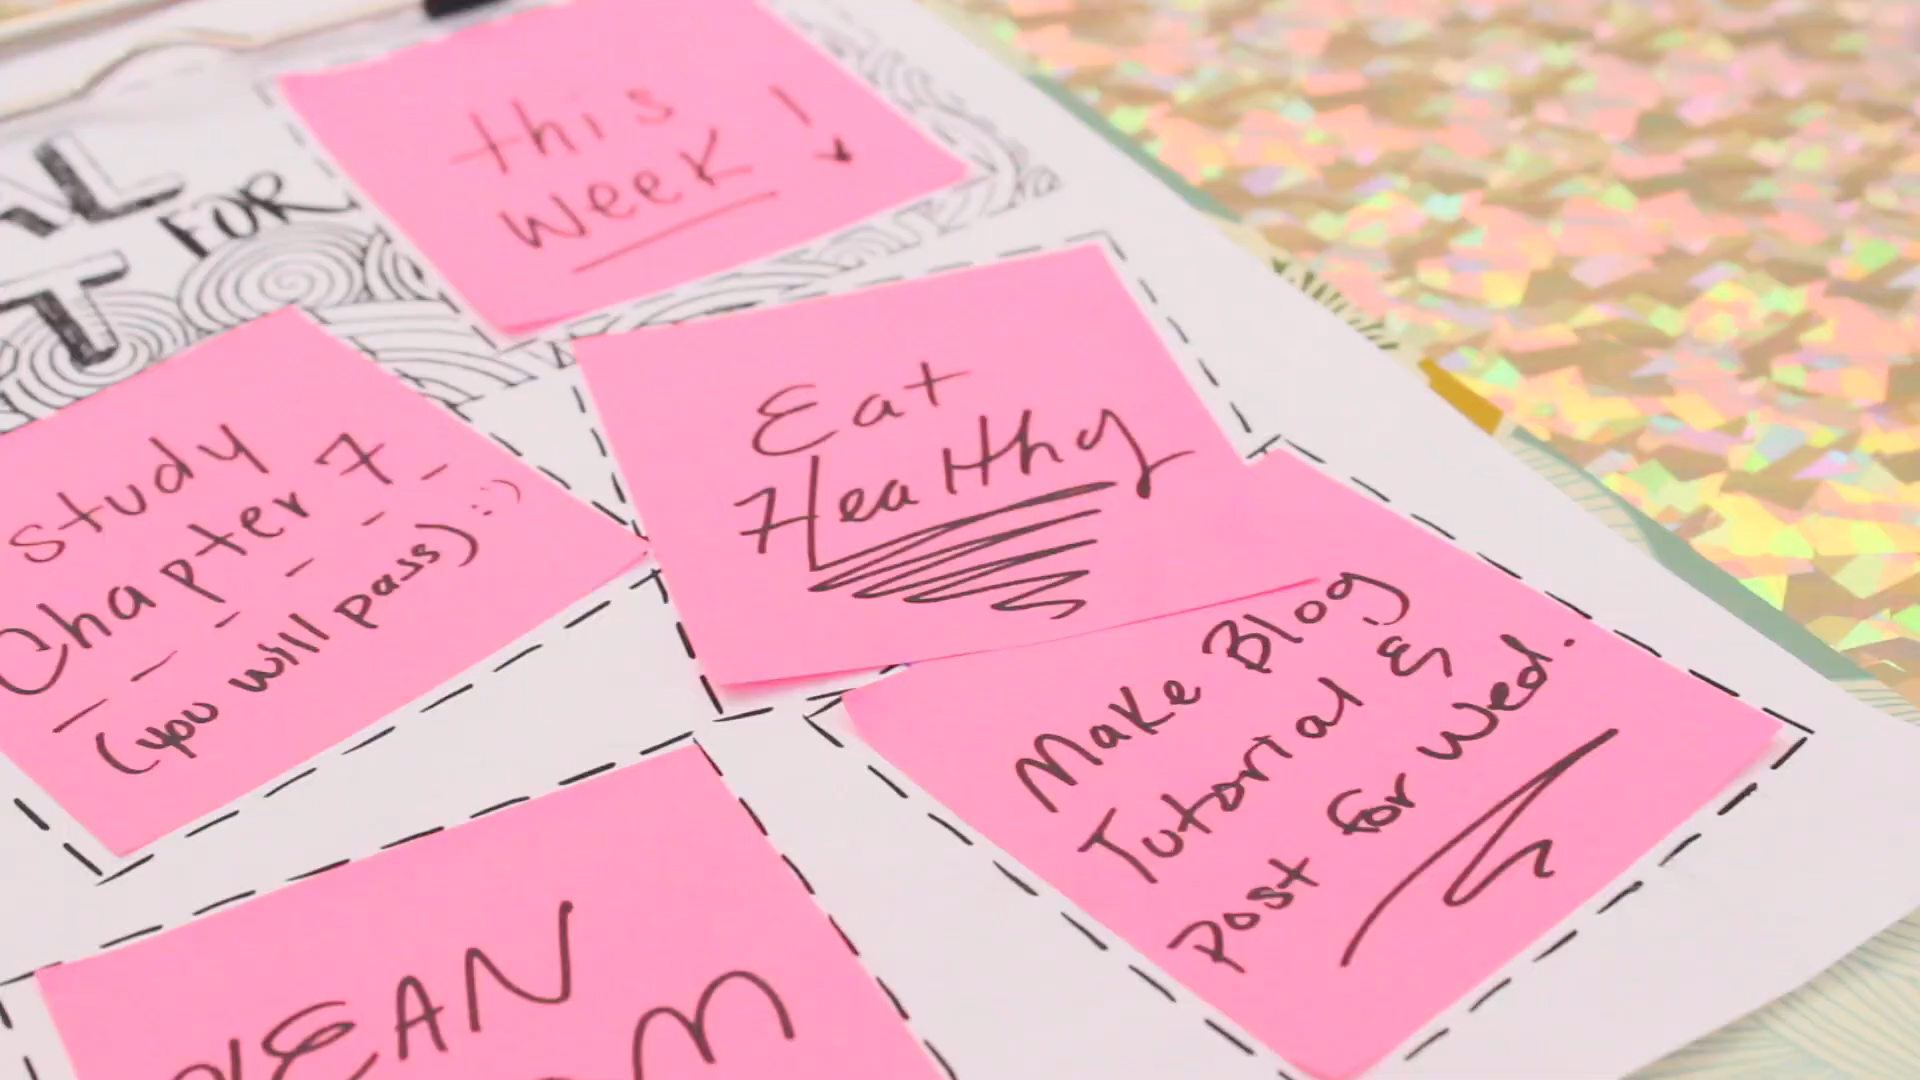 FOR
this
week !
Eat
Healthy
study
Chapter 7
(you will pass) :)
Make Blog
Tutorial &
post for Wed.